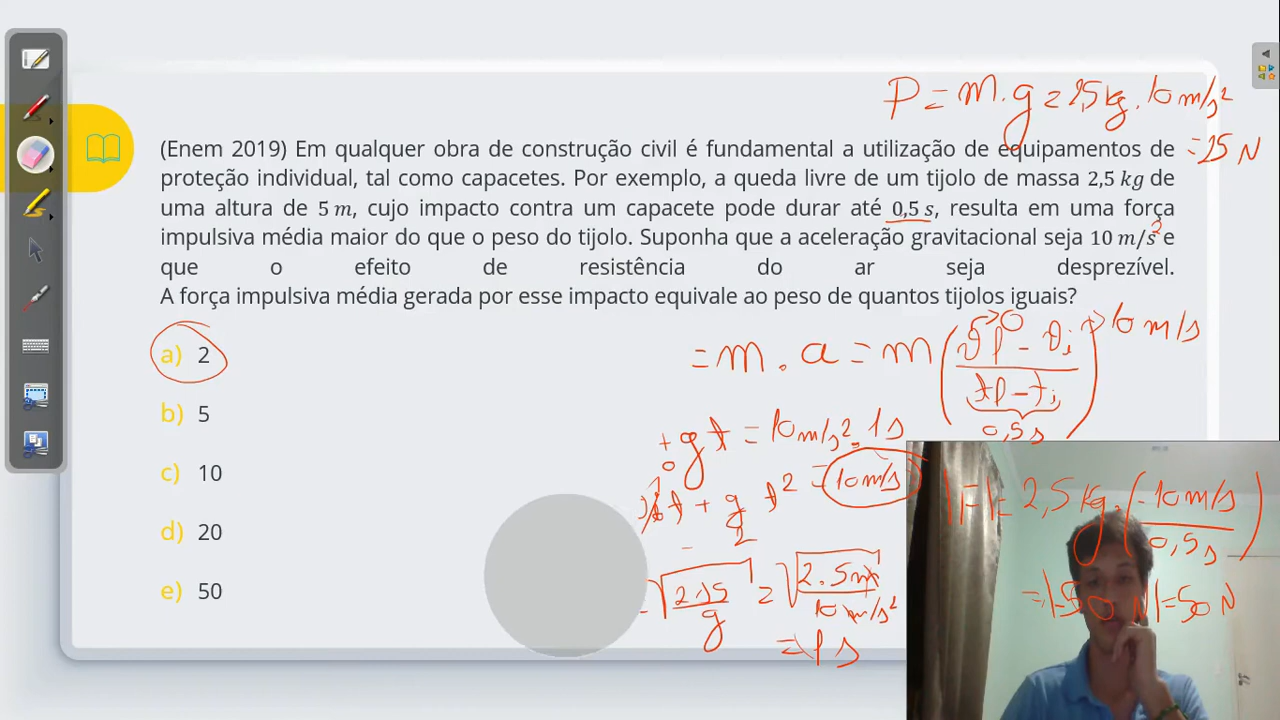 P = m.g = 2,5 kg . 10 m/s²
= 25 N
(Enem 2019) Em qualquer obra de construção civil é fundamental a utilização de equipamentos de
proteção individual, tal como capacetes. Por exemplo, a queda livre de um tijolo de massa 2,5 kg de
uma altura de 5 m, cujo impacto contra um capacete pode durar até 0,5 s, resulta em uma força
impulsiva média maior do que o peso do tijolo. Suponha que a aceleração gravitacional seja 10 m/s² e
que o efeito de resistência do ar seja desprezível.
A força impulsiva média gerada por esse impacto equivale ao peso de quantos tijolos iguais?
a) 2
b) 5
c) 10
d) 20
e) 50
= m . a = m
10 m/s
0,5 s
+ gt = 10 m/s² . 1s
= 10 m/s
|F| = 2,5 kg . (-10 m/s / 0,5 s)
= |-50 N| = 50 N
= 1 s